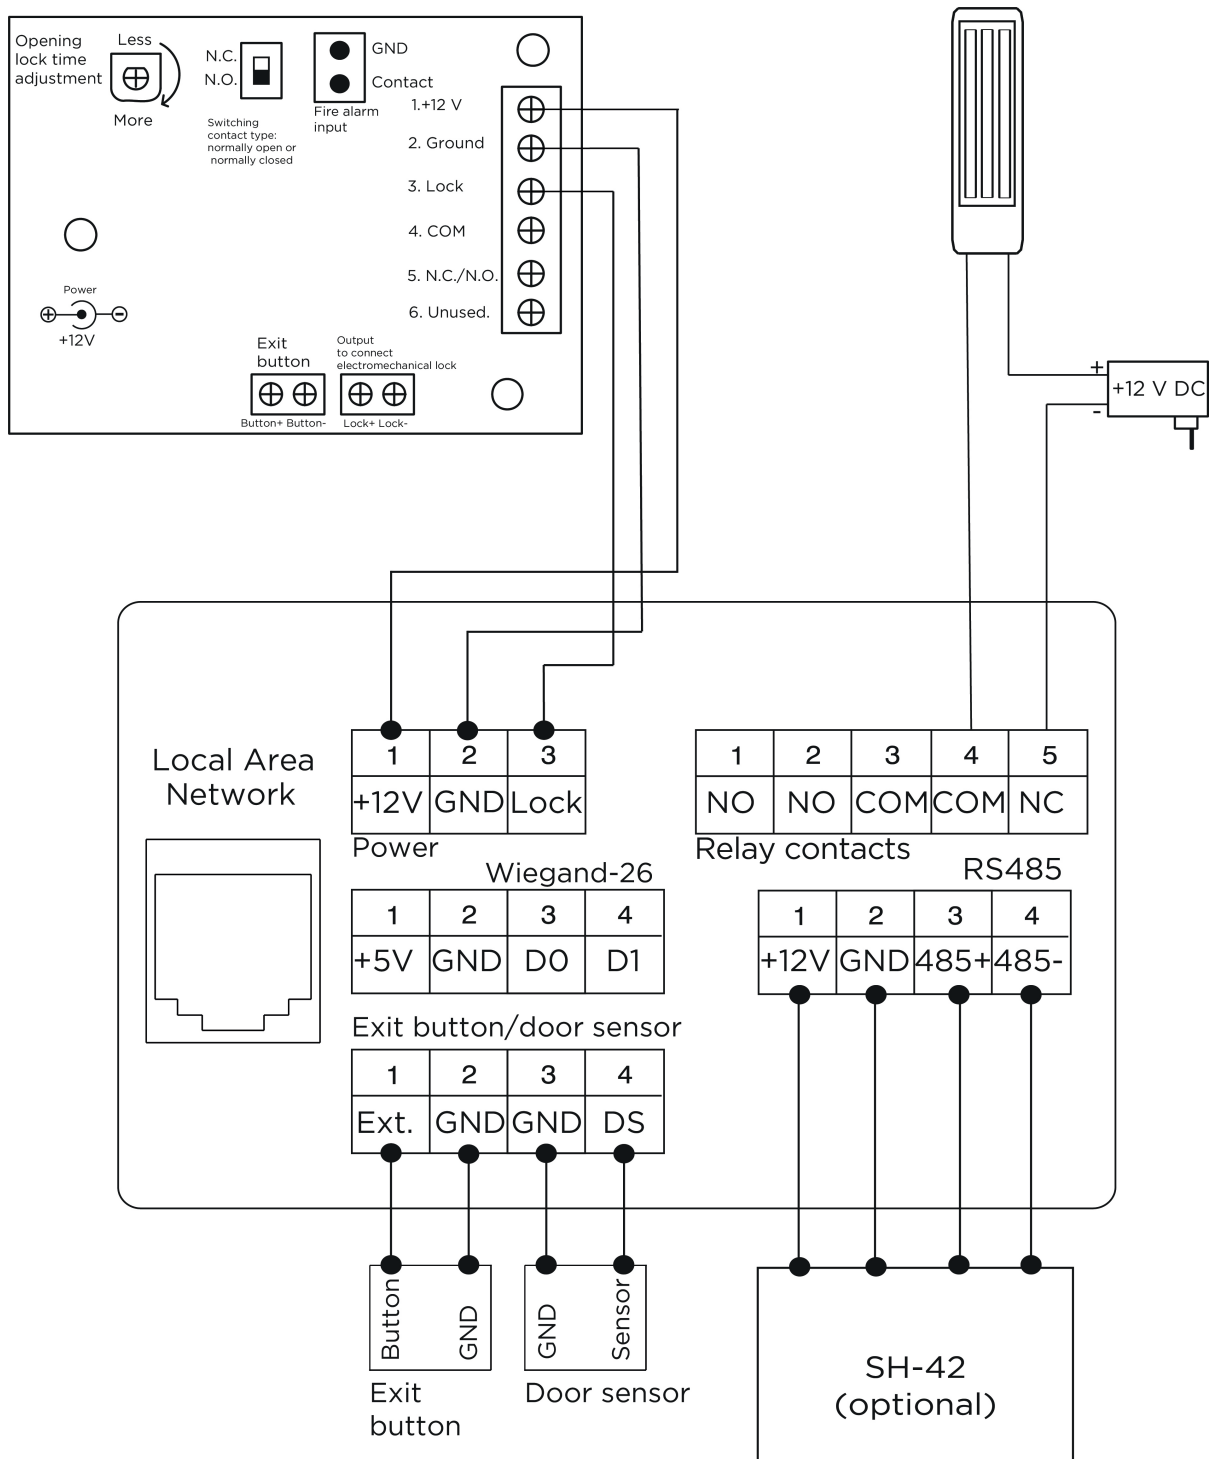 Opening
lock time
adjustment
Less
More
N.C.
N.O.
Switching
contact type:
normally open or
normally closed
GND
Contact
Fire alarm
input
1.+12 V
2. Ground
3. Lock
4. COM
5. N.C./N.O.
6. Unused.
Power
+12V
Exit
button
Button+ Button-
Output
to connect
electromechanical lock
Lock+ Lock-
+
+12 V DC
-
Local Area
Network
1 2 3
+12V GND Lock
Power
1 2 3 4 5
NO NO COM COM NC
Relay contacts
Wiegand-26
1 2 3 4
+5V GND D0 D1
RS485
1 2 3 4
+12V GND 485+ 485-
Exit button/door sensor
1 2 3 4
Ext. GND GND DS
Button
GND
Exit
button
GND
Sensor
Door sensor
SH-42
(optional)